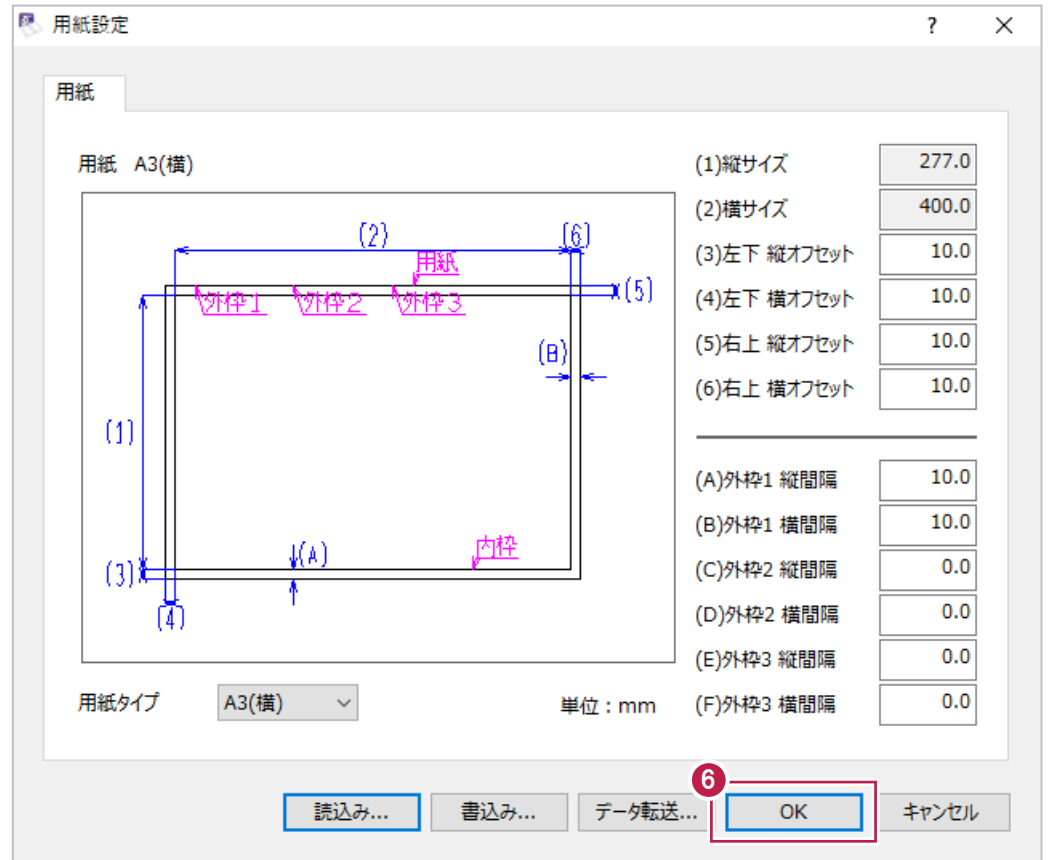 用紙設定 ? ×
用紙
用紙 A3(横)
(2)
(6)
用紙
外枠1 外枠2 外枠3
(5)
(B)
(1)
(A)
内枠
(3)
(4)
(1)縦サイズ 277.0
(2)横サイズ 400.0
(3)左下 縦オフセット 10.0
(4)左下 横オフセット 10.0
(5)右上 縦オフセット 10.0
(6)右上 横オフセット 10.0
(A)外枠1 縦間隔 10.0
(B)外枠1 横間隔 10.0
(C)外枠2 縦間隔 0.0
(D)外枠2 横間隔 0.0
(E)外枠3 縦間隔 0.0
(F)外枠3 横間隔 0.0
用紙タイプ A3(横) 単位:mm
6
読込み... 書込み... データ転送... OK キャンセル